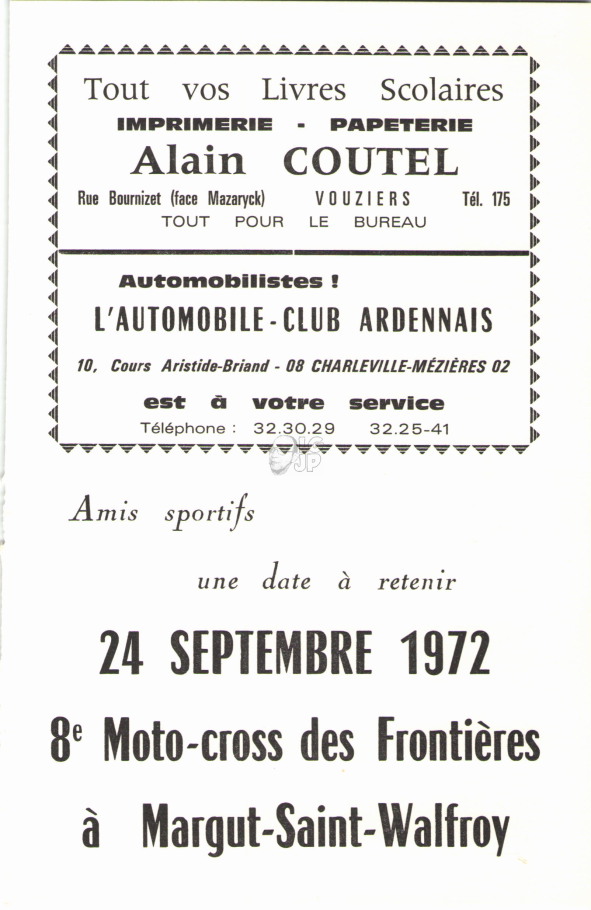 Tout vos Livres Scolaires
IMPRIMERIE - PAPETERIE
Alain COUTEL
Rue Bournizet (face Mazaryck) VOUZIERS Tél. 175
TOUT POUR LE BUREAU
Automobilistes !
L'AUTOMOBILE-CLUB ARDENNAIS
10, Cours Aristide-Briand - 08 CHARLEVILLE-MÉZIÈRES 02
est à votre service
Téléphone : 32.30.29 32.25-41
Amis sportifs
une date à retenir
24 SEPTEMBRE 1972
8e Moto-cross des Frontières
à Margut-Saint-Walfroy